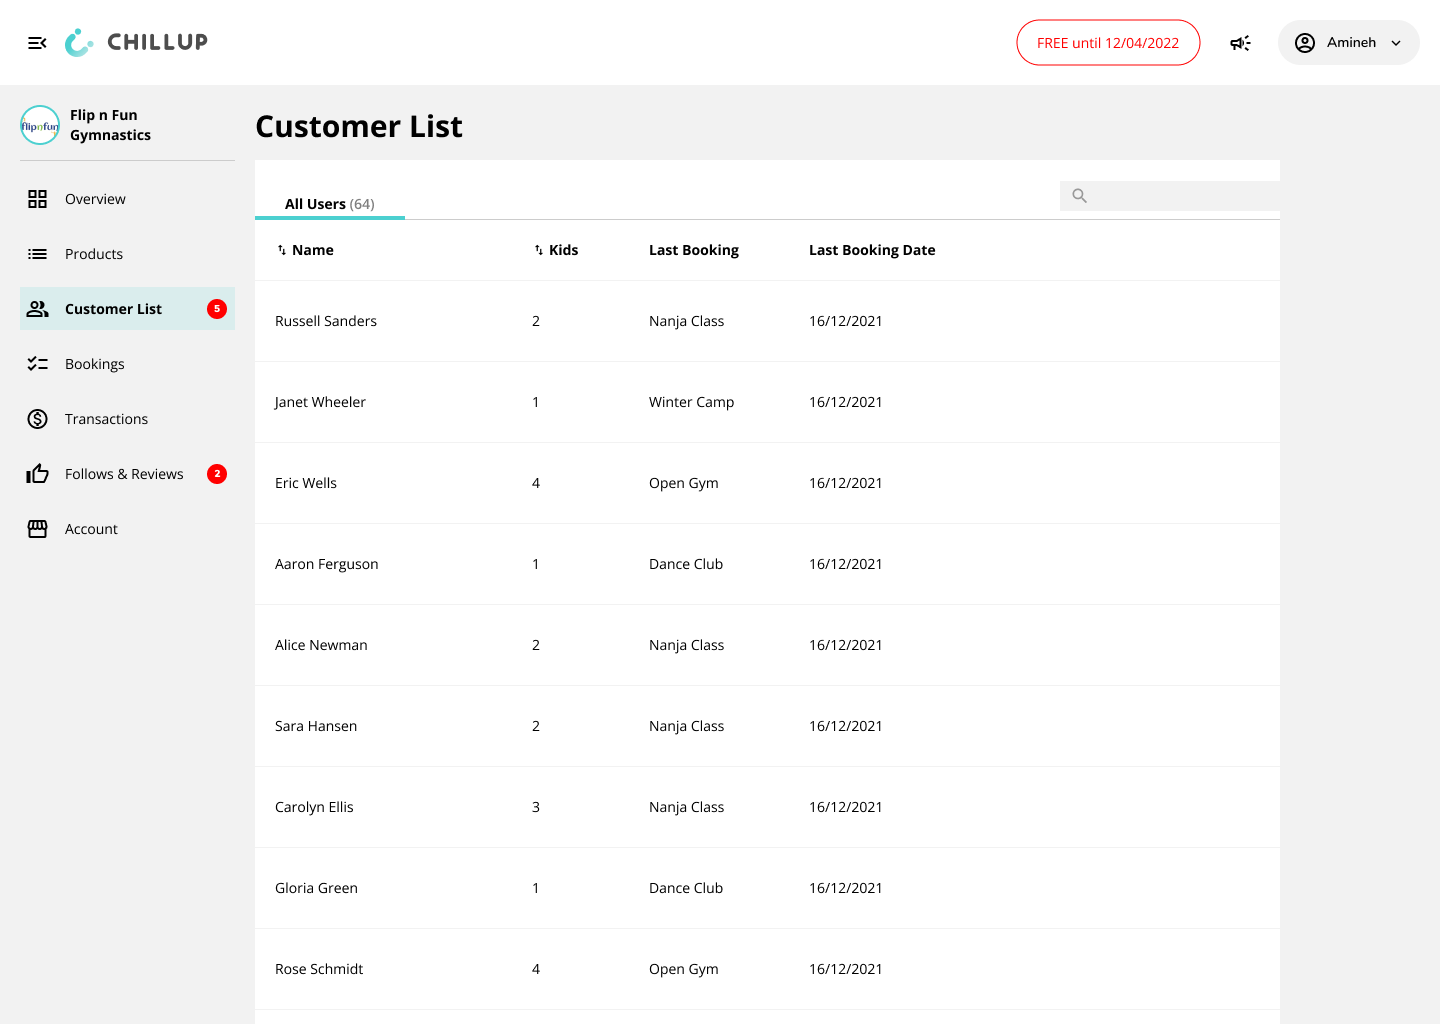 CHILLUP
FREE until 12/04/2022
Amineh
flipnfun
Flip n Fun
Gymnastics
Overview
Products
Customer List 5
Bookings
Transactions
Follows & Reviews 2
Account
Customer List
All Users (64)
Name Kids Last Booking Last Booking Date
Russell Sanders 2 Nanja Class 16/12/2021
Janet Wheeler 1 Winter Camp 16/12/2021
Eric Wells 4 Open Gym 16/12/2021
Aaron Ferguson 1 Dance Club 16/12/2021
Alice Newman 2 Nanja Class 16/12/2021
Sara Hansen 2 Nanja Class 16/12/2021
Carolyn Ellis 3 Nanja Class 16/12/2021
Gloria Green 1 Dance Club 16/12/2021
Rose Schmidt 4 Open Gym 16/12/2021